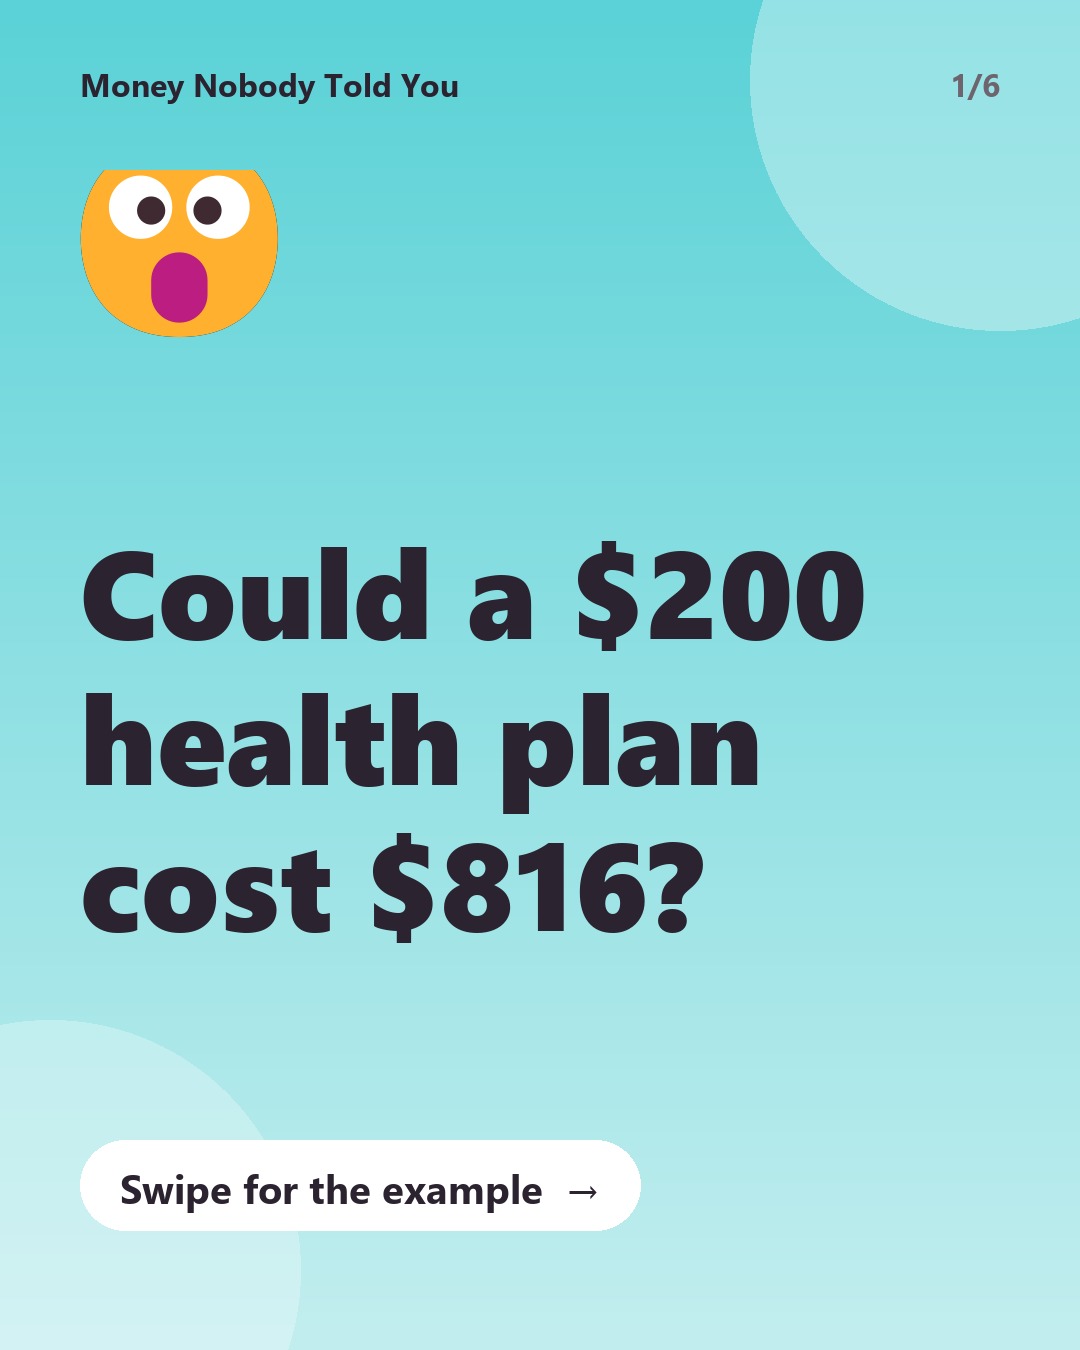 Money Nobody Told You
1/6
Could a $200
health plan
cost $816?
Swipe for the example →